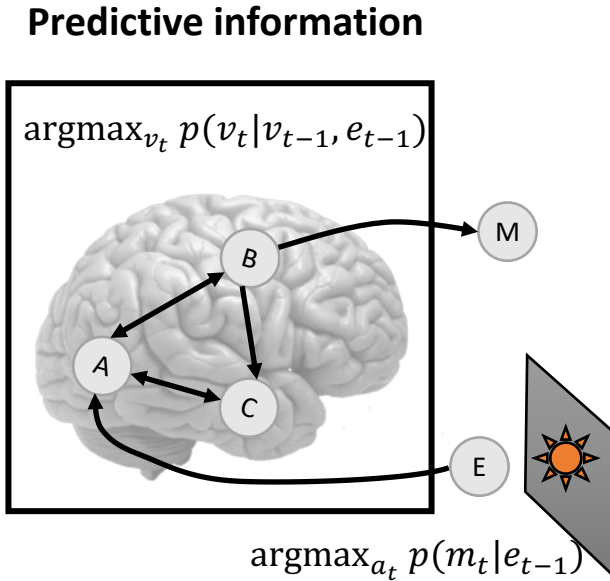 Predictive information
argmax_{v_t} p(v_t|v_{t−1}, e_{t−1})
B
M
A
C
E
argmax_{a_t} p(m_t|e_{t−1})